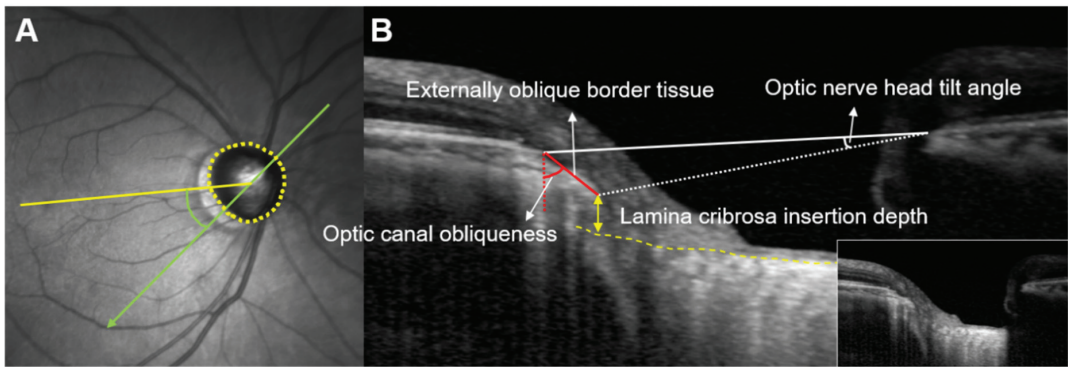 A
B
Externally oblique border tissue
Optic nerve head tilt angle
Lamina cribrosa insertion depth
Optic canal obliqueness